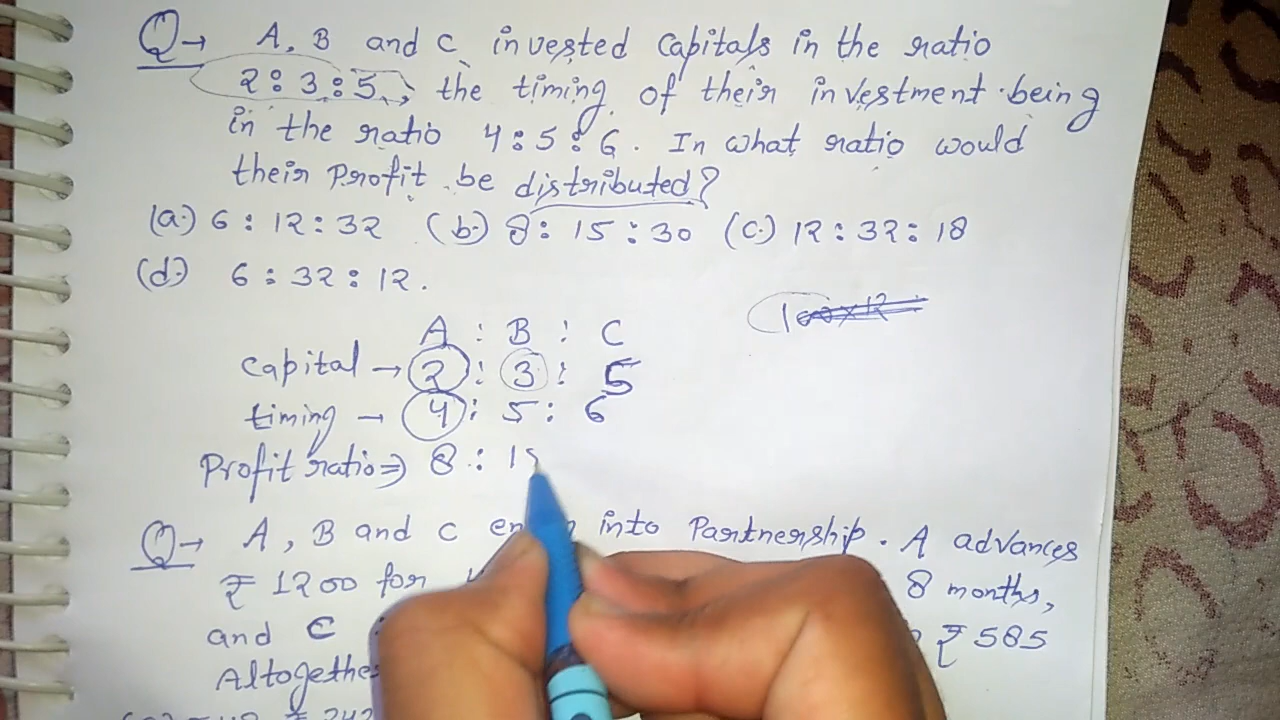 Q→ A, B and C invested Capitals in the ratio
2:3:5, the timing of their investment being
in the ratio 4:5:6. In what ratio would
their Profit be distributed?
(a.) 6 : 12 : 32 (b.) 8 : 15 : 30 (c.) 12 : 32 : 18
(d.) 6 : 32 : 12.
A : B : C
Capital → 2 : 3 : 5
timing → 4 : 5 : 6
Profit ratio ⇒ 8 : 15
Q→ A, B and C into Partnership. A advances
₹ 1200 for 8 months,
and C ₹ 585
Altogether